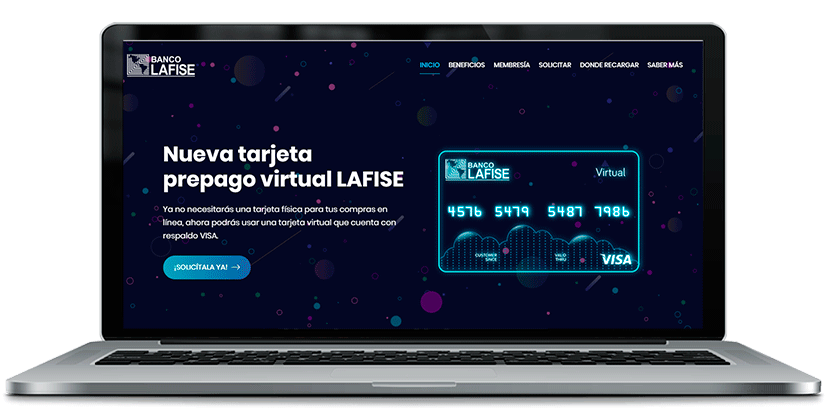 BANCO
LAFISE
INICIO BENEFICIOS MEMBRESÍA SOLICITAR DONDE RECARGAR SABER MÁS
Nueva tarjeta
prepago virtual LAFISE
Ya no necesitarás una tarjeta física para tus compras en
línea, ahora podrás usar una tarjeta virtual que cuenta con
respaldo VISA.
¡SOLICÍTALA YA!
BANCO
LAFISE
Virtual
4576 5479 5487 7986
CUSTOMER
SINCE
VALID
THRU
VISA